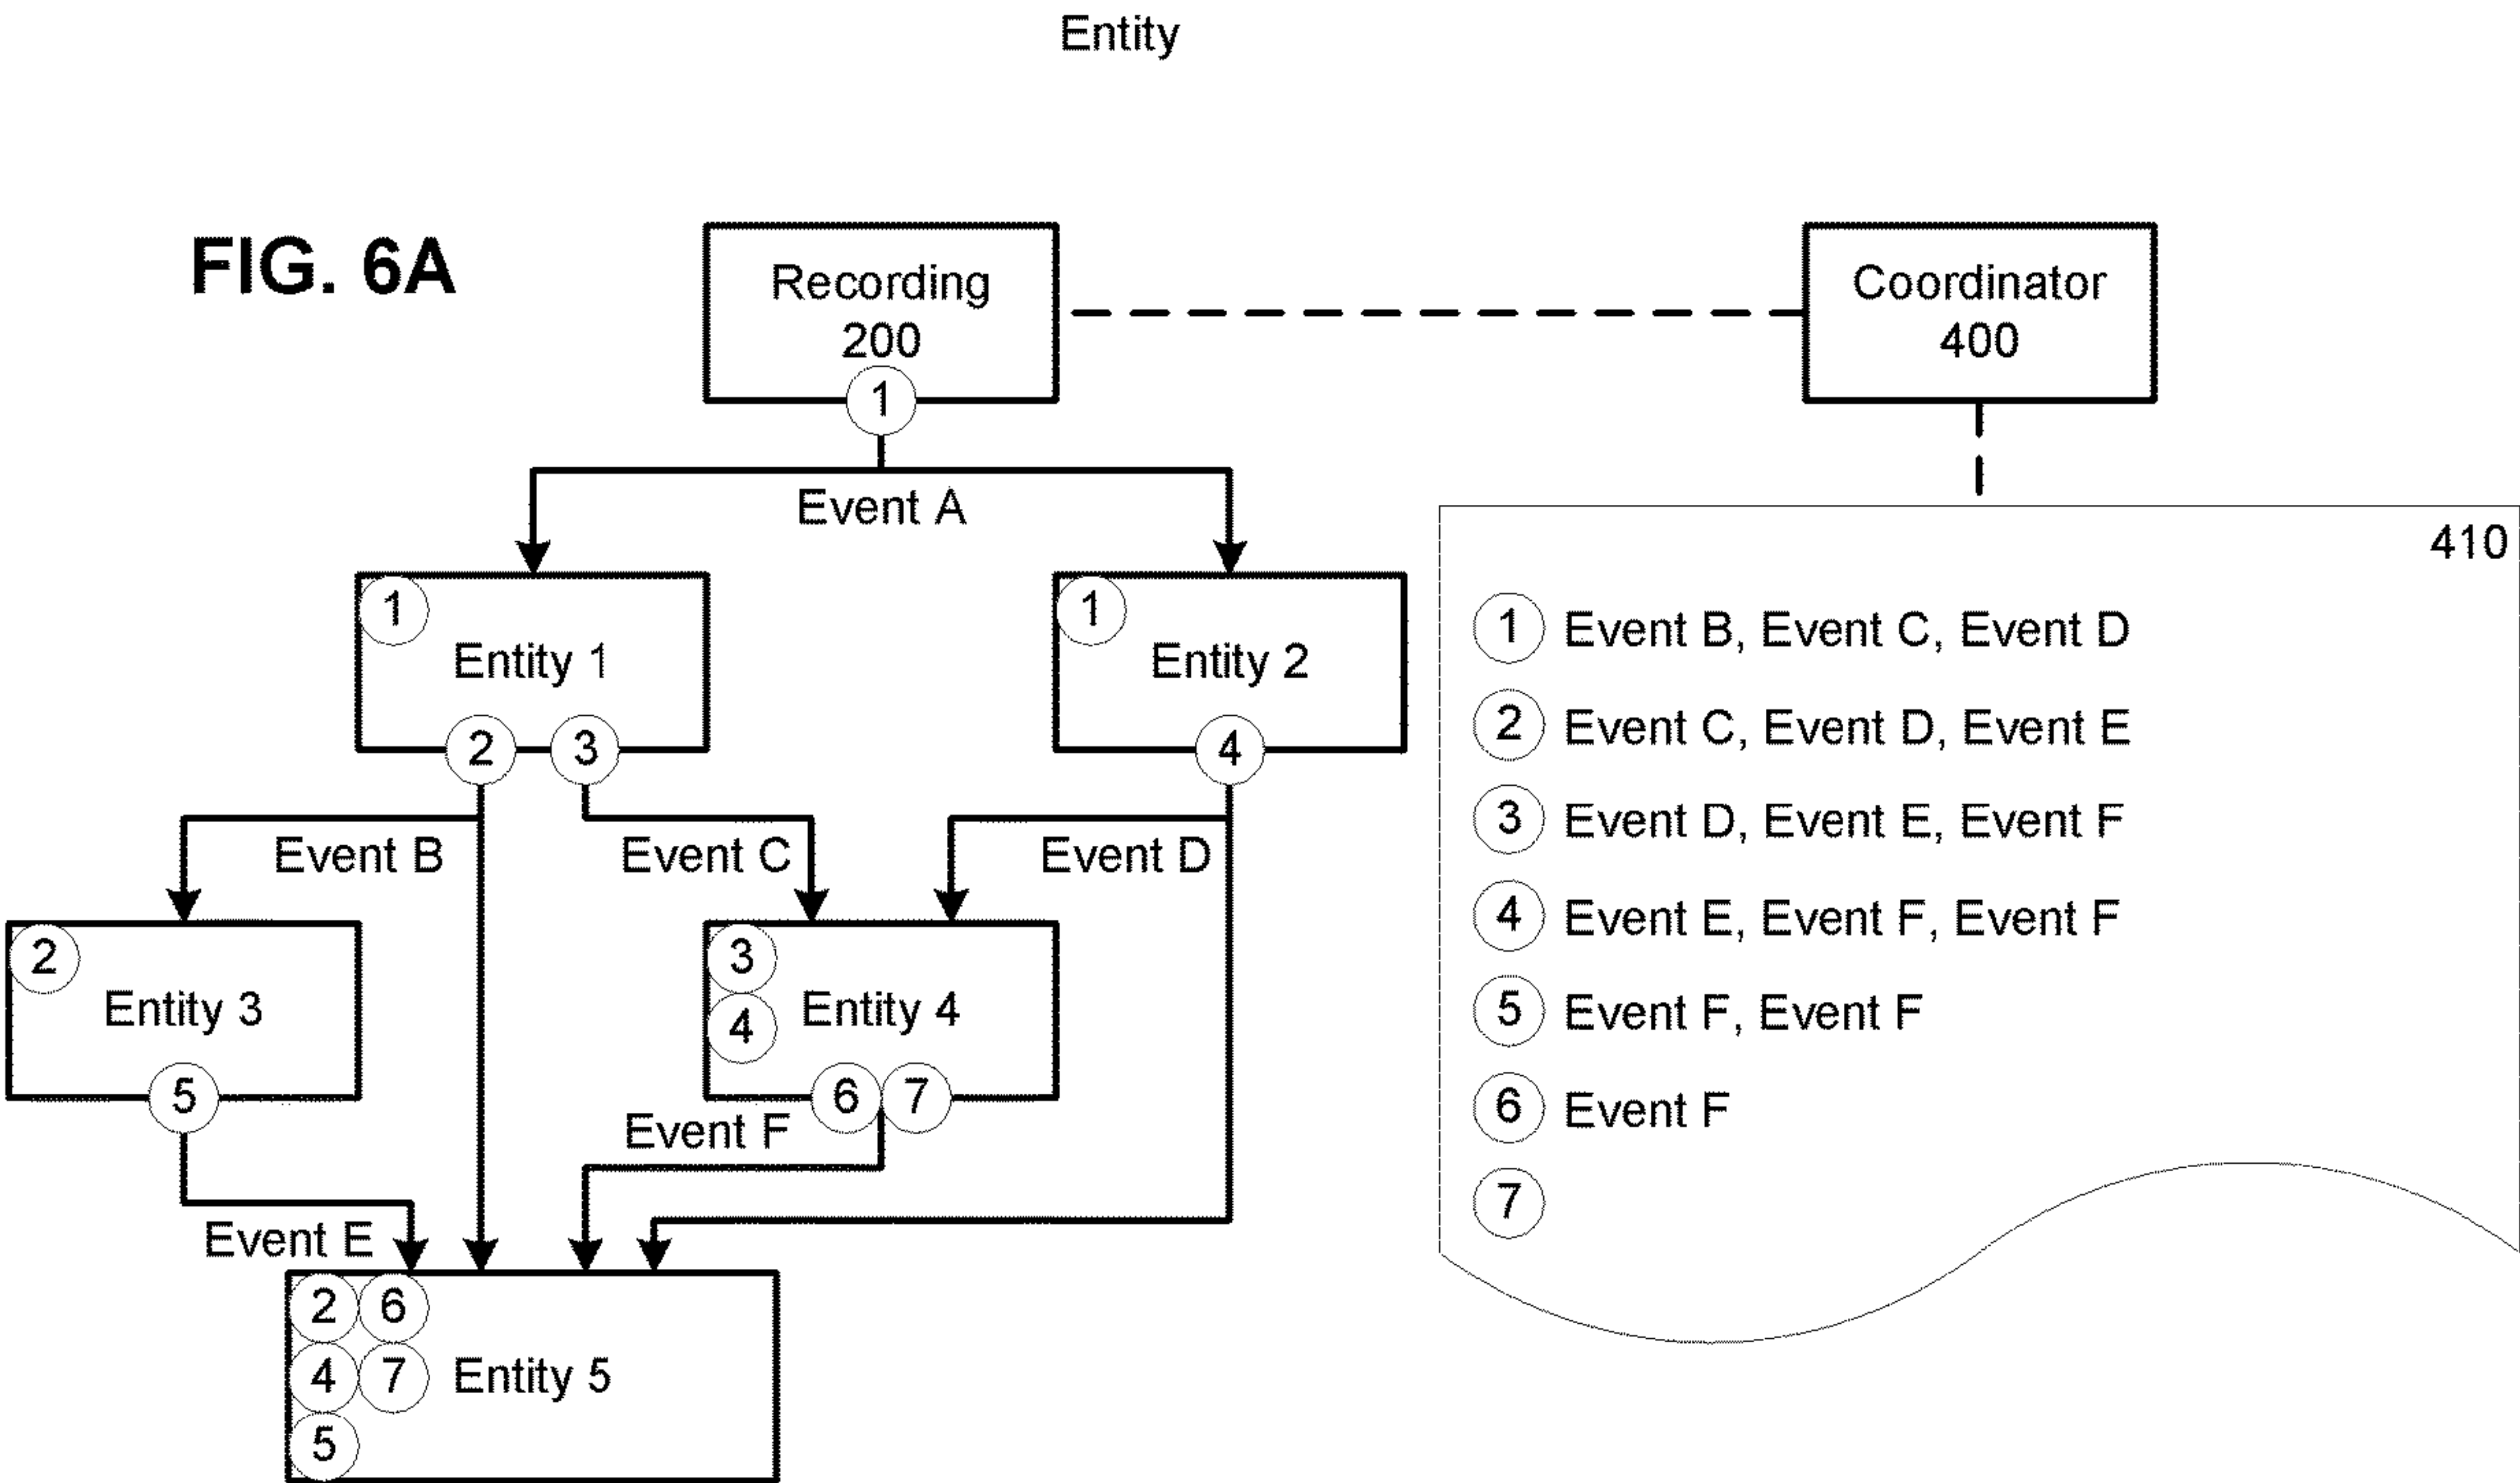 Entity
FIG. 6A
Recording
200
1
Coordinator
400
Event A
1
Entity 1
2 3
1
Entity 2
4
Event B
Event C
Event D
2
Entity 3
5
3
4
Entity 4
6 7
Event F
Event E
2 6
4 7
5
Entity 5
410
1 Event B, Event C, Event D
2 Event C, Event D, Event E
3 Event D, Event E, Event F
4 Event E, Event F, Event F
5 Event F, Event F
6 Event F
7